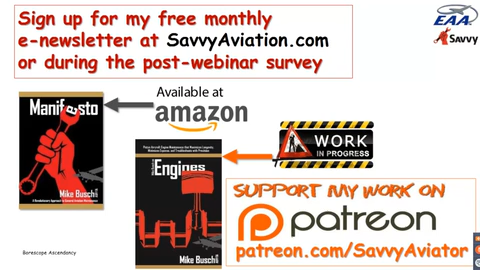 Sign up for my free monthly
e-newsletter at SavvyAviation.com
or during the post-webinar survey
EAA
Savvy
Available at
amazon
Manifesto
Mike Busch
WORK
IN PROGRESS
Engines
Mike Busch
SUPPORT MY WORK ON
patreon
patreon.com/SavvyAviator
Borescope Ascendancy